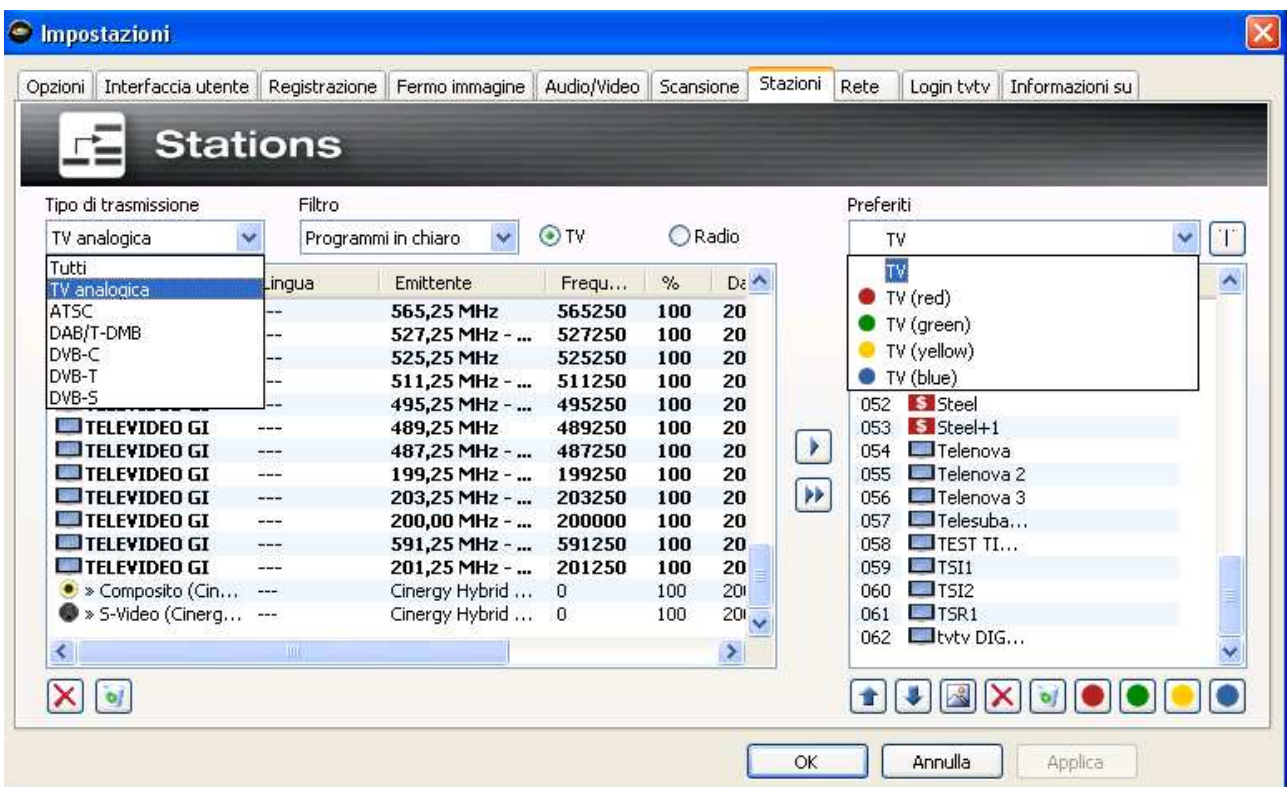 Impostazioni
Opzioni Interfaccia utente Registrazione Fermo immagine Audio/Video Scansione Stazioni Rete Login tvtv Informazioni su
Stations
Tipo di trasmissione Filtro Preferiti
TV analogica Programmi in chiaro TV Radio TV
Tutti
TV analogica
ATSC
DAB/T-DMB
DVB-C
DVB-T
DVB-S
TV
TV (red)
TV (green)
TV (yellow)
TV (blue)
Lingua Emittente Frequ... %
--- 565,25 MHz 565250 100 20
--- 527,25 MHz - ... 527250 100 20
--- 525,25 MHz 525250 100 20
--- 511,25 MHz - ... 511250 100 20
--- 495,25 MHz - ... 495250 100 20
TELEVIDEO GI --- 489,25 MHz 489250 100 20
TELEVIDEO GI --- 487,25 MHz - ... 487250 100 20
TELEVIDEO GI --- 199,25 MHz - ... 199250 100 20
TELEVIDEO GI --- 203,25 MHz - ... 203250 100 20
TELEVIDEO GI --- 200,00 MHz - ... 200000 100 20
TELEVIDEO GI --- 591,25 MHz - ... 591250 100 20
TELEVIDEO GI --- 201,25 MHz - ... 201250 100 20
» Composito (Cin... --- Cinergy Hybrid ... 0 100 20
» S-Video (Cinerg... --- Cinergy Hybrid ... 0 100 20
052 S Steel
053 S Steel+1
054 Telenova
055 Telenova 2
056 Telenova 3
057 Telesuba...
058 TEST TI...
059 TSI1
060 TSI2
061 TSR1
062 tvtv DIG...
OK Annulla Applica